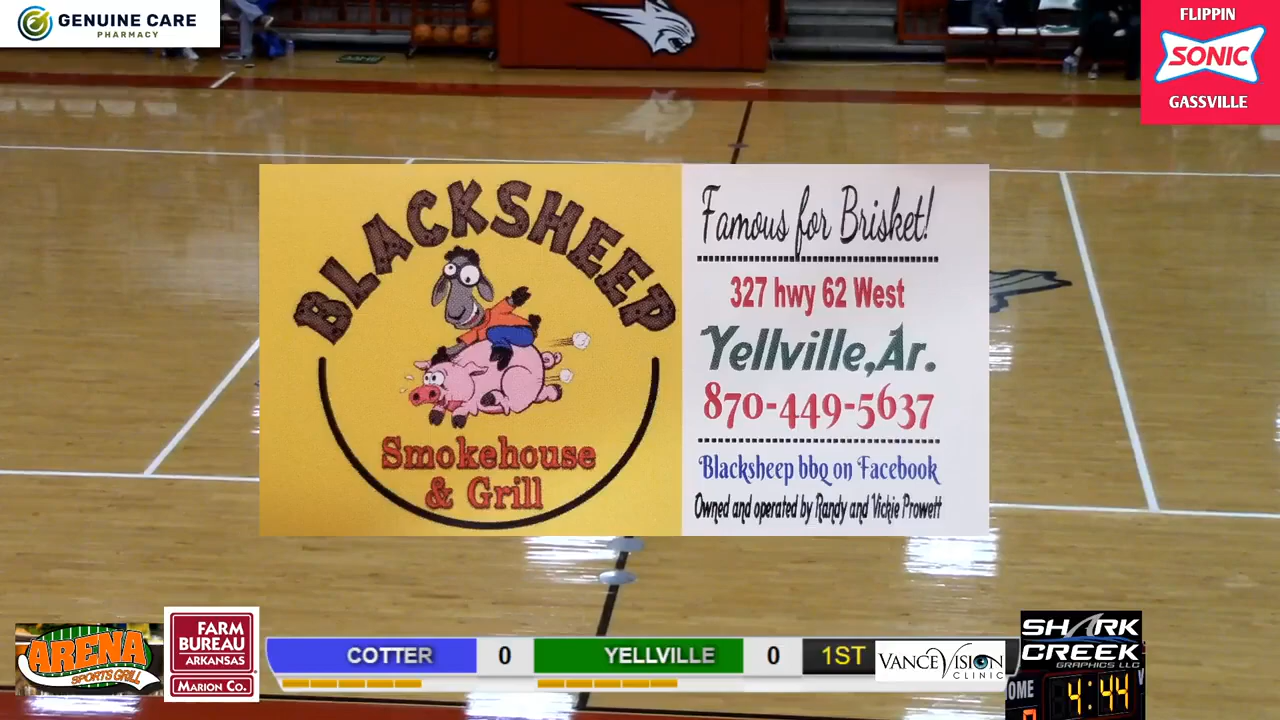 GENUINE CARE
PHARMACY
FLIPPIN
SONIC
GASSVILLE
BLACKSHEEP
Smokehouse
& Grill
Famous for Brisket!
327 hwy 62 West
Yellville, Ar.
870-449-5637
Blacksheep bbq on Facebook
Owned and operated by Randy and Vickie Prowett
ARENA
SPORTS GRILL
FARM
BUREAU
ARKANSAS
MARION CO.
COTTER 0 YELLVILLE 0 1ST
VANCEVISION
CLINIC
SHARK
CREEK
GRAPHICS LLC
4:44